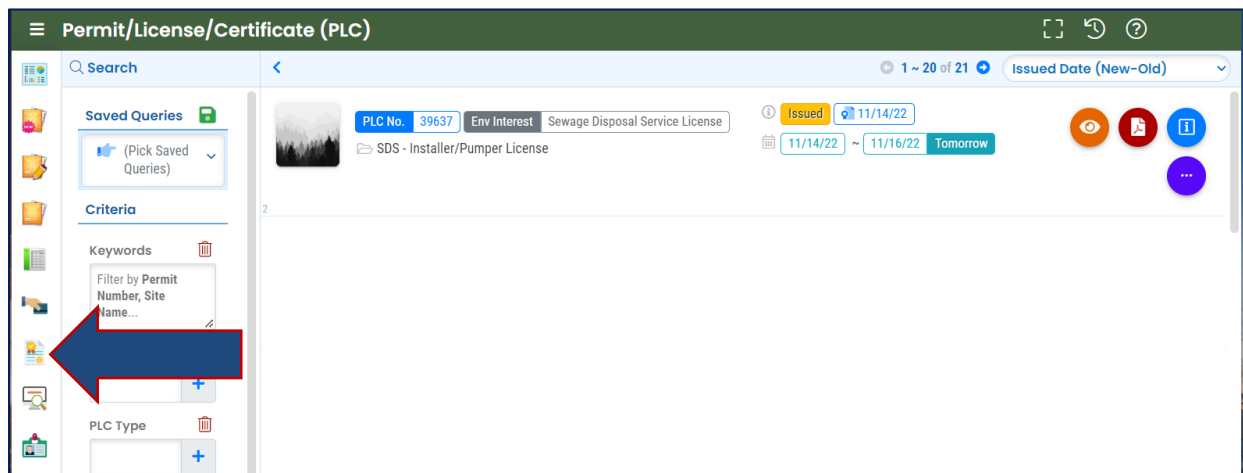 Permit/License/Certificate (PLC)
Search
1 ~ 20 of 21
Issued Date (New-Old)
Saved Queries
(Pick Saved
Queries)
PLC No. 39637 Env Interest Sewage Disposal Service License
SDS - Installer/Pumper License
Issued 11/14/22
11/14/22 ~ 11/16/22 Tomorrow
2
Criteria
Keywords
Filter by Permit
Number, Site
Name...
PLC Type